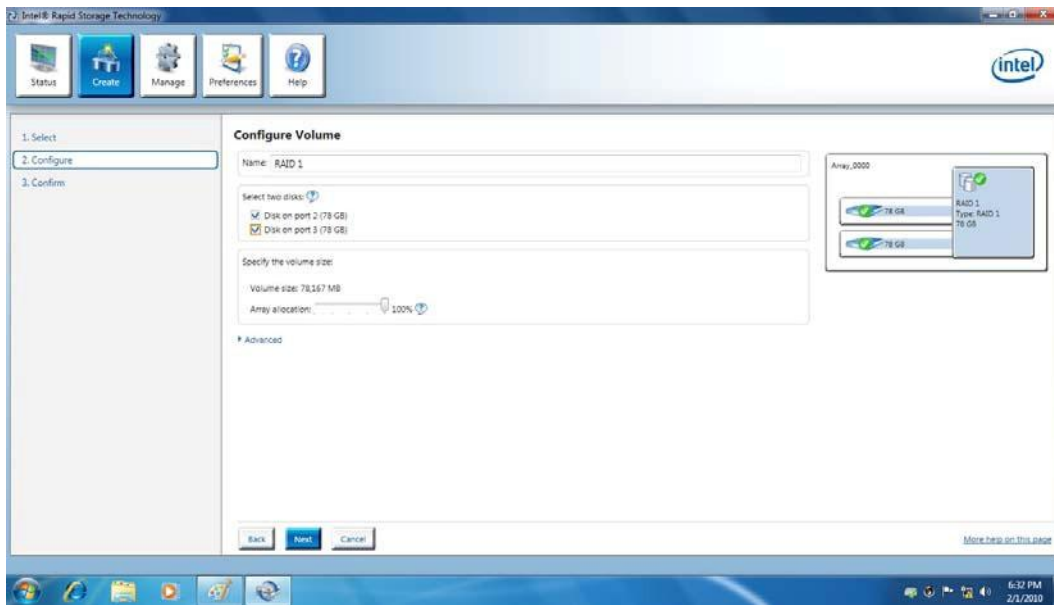 Intel® Rapid Storage Technology
Status
Create
Manage
Preferences
Help
intel
1. Select
2. Configure
3. Confirm
Configure Volume
Name: RAID 1
Select two disks:
Disk on port 2 (78 GB)
Disk on port 3 (78 GB)
Specify the volume size:
Volume size: 78,167 MB
Array allocation: 100%
Advanced
Array_0000
78 GB
78 GB
RAID 1
Type: RAID 1
78 GB
Back
Next
Cancel
More help on this page
6:32 PM
2/1/2010